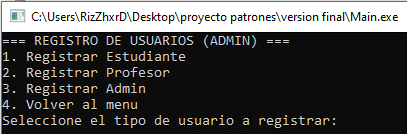 C:\Users\RizZhxrD\Desktop\proyecto patrones\version final\Main.exe
=== REGISTRO DE USUARIOS (ADMIN) ===
1. Registrar Estudiante
2. Registrar Profesor
3. Registrar Admin
4. Volver al menu
Seleccione el tipo de usuario a registrar: